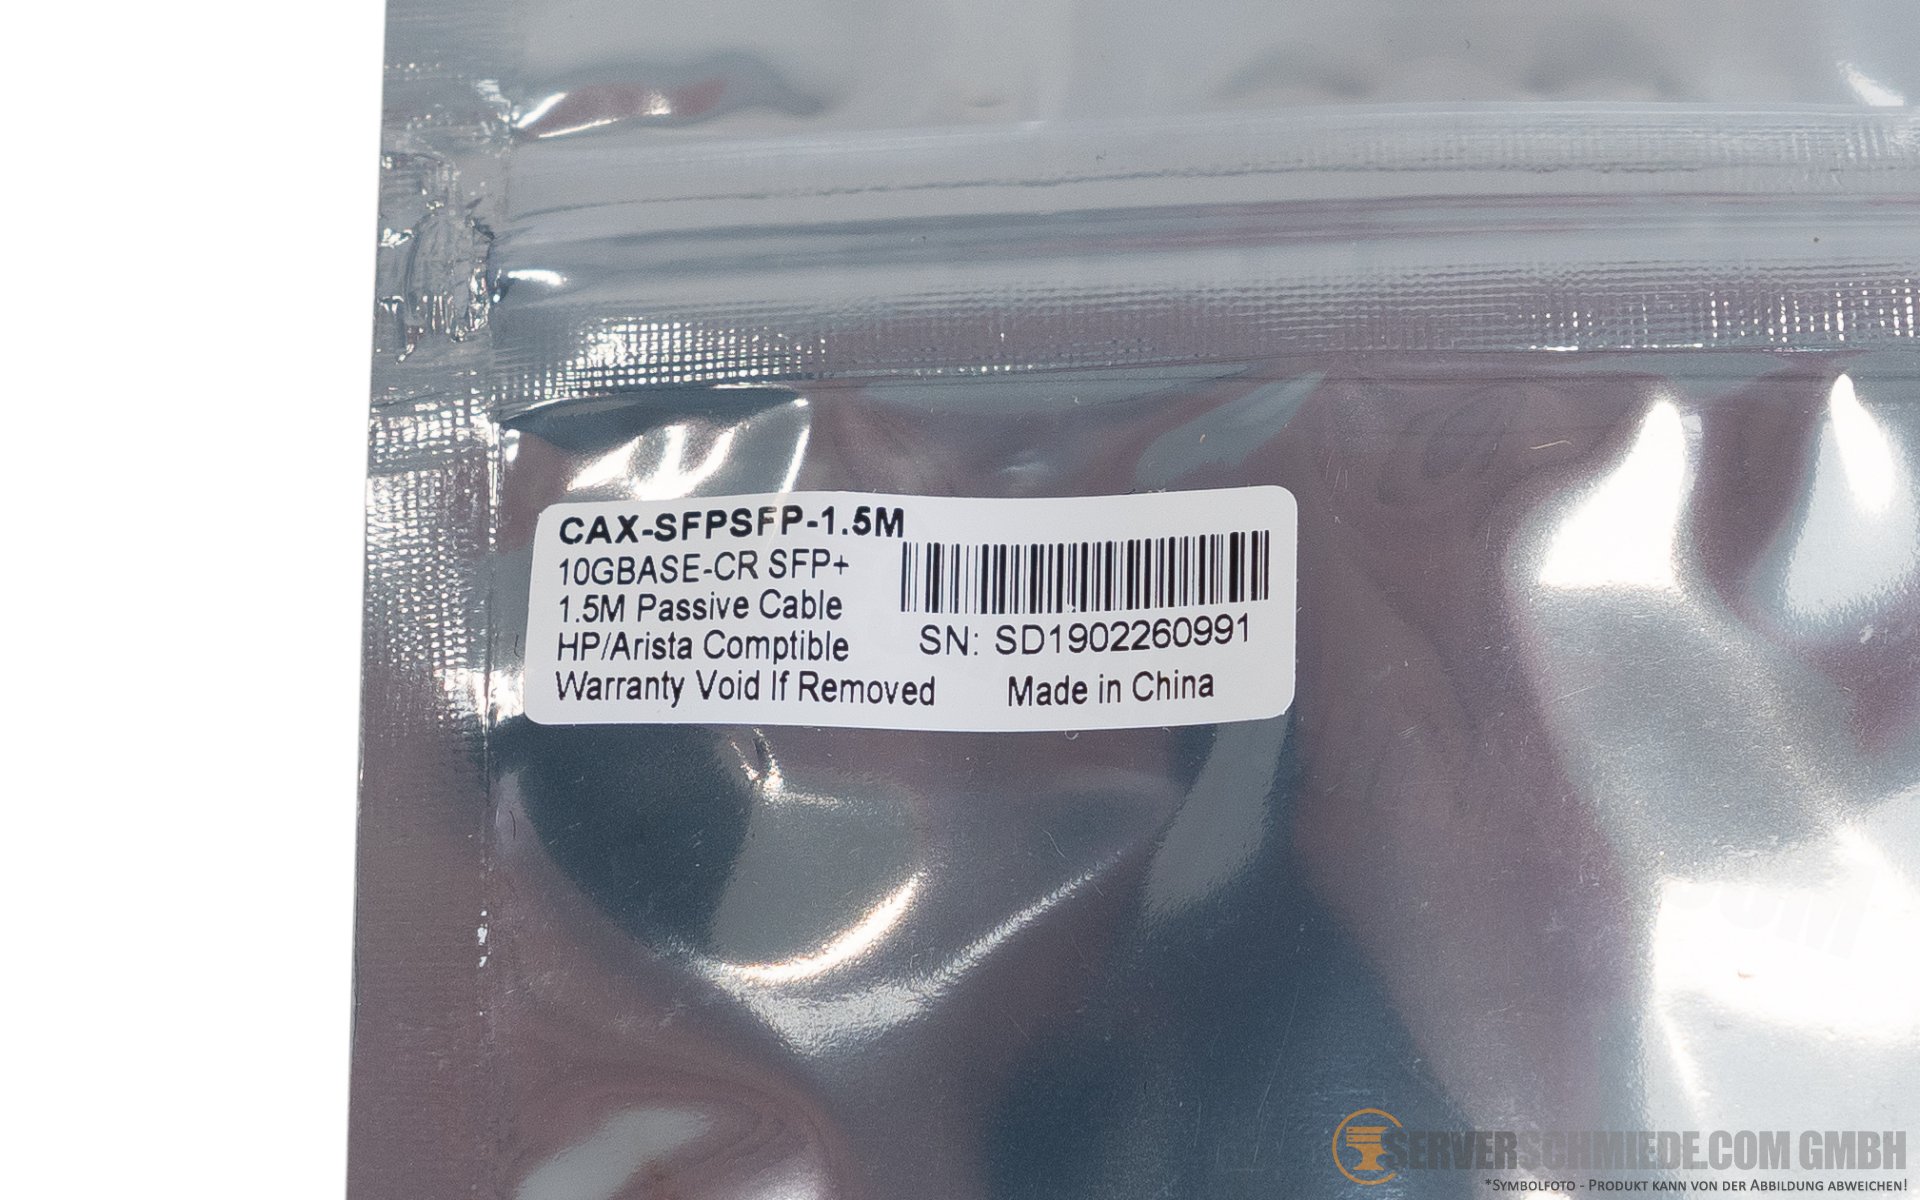 CAX-SFPSFP-1.5M
10GBASE-CR SFP+
1.5M Passive Cable
HP/Arista Comptible
SN: SD1902260991
Warranty Void If Removed
Made in China
SERVERSCHMIEDE.COM GMBH
*SYMBOLFOTO - PRODUKT KANN VON DER ABBILDUNG ABWEICHEN!